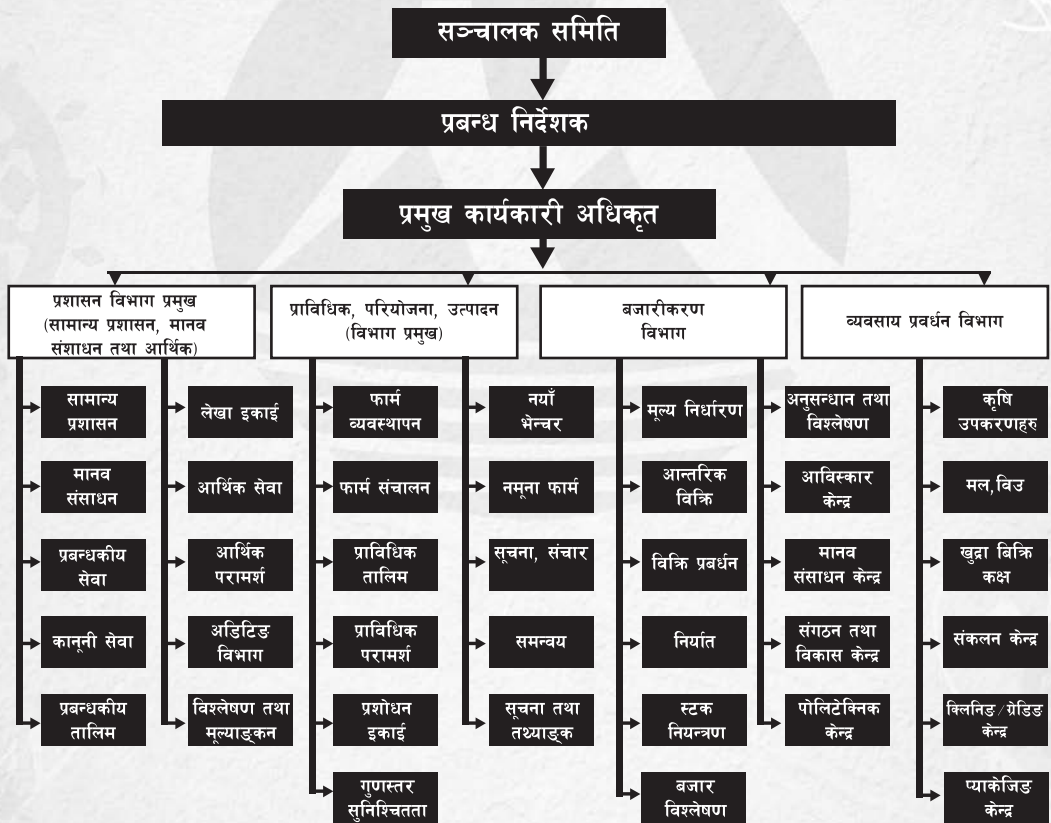 सञ्चालक समिति
प्रबन्ध निर्देशक
प्रमुख कार्यकारी अधिकृत
प्रशासन विभाग प्रमुख
(सामान्य प्रशासन, मानव
संशाधन तथा आर्थिक)
सामान्य
प्रशासन
मानव
संसाधन
प्रबन्धकीय
सेवा
कानूनी सेवा
प्रबन्धकीय
तालिम
लेखा इकाई
आर्थिक सेवा
आर्थिक
परामर्श
अडिटिङ
विभाग
विश्लेषण तथा
मूल्याङ्कन
प्राविधिक, परियोजना, उत्पादन
(विभाग प्रमुख)
फार्म
व्यवस्थापन
फार्म संचालन
प्राविधिक
तालिम
प्राविधिक
परामर्श
प्रशोधन
इकाई
गुणस्तर
सुनिश्चितता
नयाँ
भेन्चर
नमूना फार्म
सूचना, संचार
समन्वय
सूचना तथा
तथ्याङ्क
बजारीकरण
विभाग
मूल्य निर्धारण
आन्तरिक
विक्रि
विक्रि प्रबर्धन
निर्यात
स्टक
नियन्त्रण
बजार
विश्लेषण
अनुसन्धान तथा
विश्लेषण
आविस्कार
केन्द्र
मानव
संसाधन केन्द्र
संगठन तथा
विकास केन्द्र
पोलिटेक्निक
केन्द्र
व्यवसाय प्रवर्धन विभाग
कृषि
उपकरणहरु
मल,विउ
खुद्रा बिक्रि
कक्ष
संकलन केन्द्र
क्लिनिङ/ग्रेडिङ
केन्द्र
प्याकेजिङ
केन्द्र